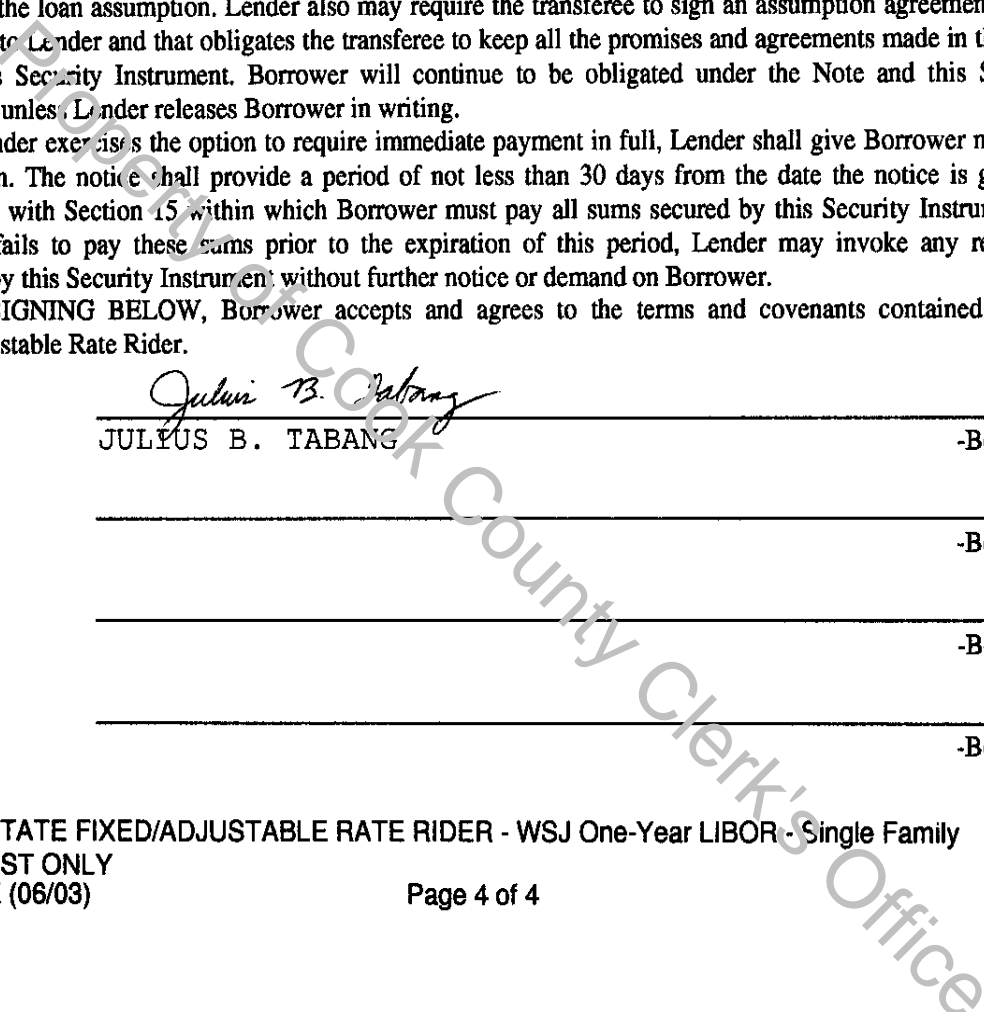 the loan assumption. Lender also may require the transferee to sign an assumption
to Lender and that obligates the transferee to keep all the promises and agreements made in
Security Instrument. Borrower will continue to be obligated under the Note and this
unless Lender releases Borrower in writing.
exercises the option to require immediate payment in full, Lender shall give Borrower
The notice shall provide a period of not less than 30 days from the date the notice is
with Section 15 within which Borrower must pay all sums secured by this Security
fails to pay these sums prior to the expiration of this period, Lender may invoke any
this Security Instrument without further notice or demand on Borrower.
IGNING BELOW, Borrower accepts and agrees to the terms and covenants contained
stable Rate Rider.
Julius B. Tabang
JULIUS B. TABANG -B
-B
-B
-B
TATE FIXED/ADJUSTABLE RATE RIDER - WSJ One-Year LIBOR - Single Family
ST ONLY
(06/03) Page 4 of 4
Property of Cook County Clerk's Office